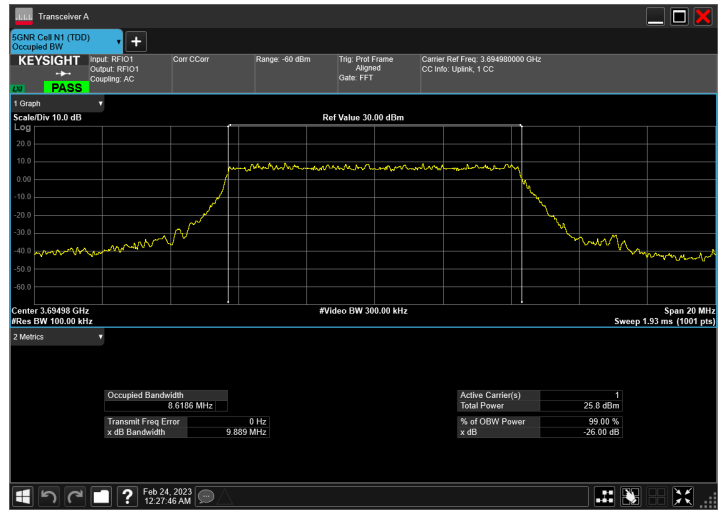 Transceiver A
5GNR Cell N1 (TDD)
Occupied BW
KEYSIGHT
PASS
Input: RFIO1
Output: RFIO1
Coupling: AC
Corr CCorr
Range: -60 dBm
Trig: Prot Frame
Aligned
Gate: FFT
Carrier Ref Freq: 3.694980000 GHz
CC Info: Uplink, 1 CC
1 Graph
Scale/Div 10.0 dB
Ref Value 30.00 dBm
Log
20.0
10.0
0.00
-10.0
-20.0
-30.0
-40.0
-50.0
-60.0
Center 3.69498 GHz
#Video BW 300.00 kHz
Span 20 MHz
#Res BW 100.00 kHz
Sweep 1.93 ms (1001 pts)
2 Metrics
Occupied Bandwidth
8.6186 MHz
Transmit Freq Error 0 Hz
x dB Bandwidth 9.889 MHz
Active Carrier(s) 1
Total Power 25.8 dBm
% of OBW Power 99.00 %
x dB -26.00 dB
Feb 24, 2023
12:27:46 AM